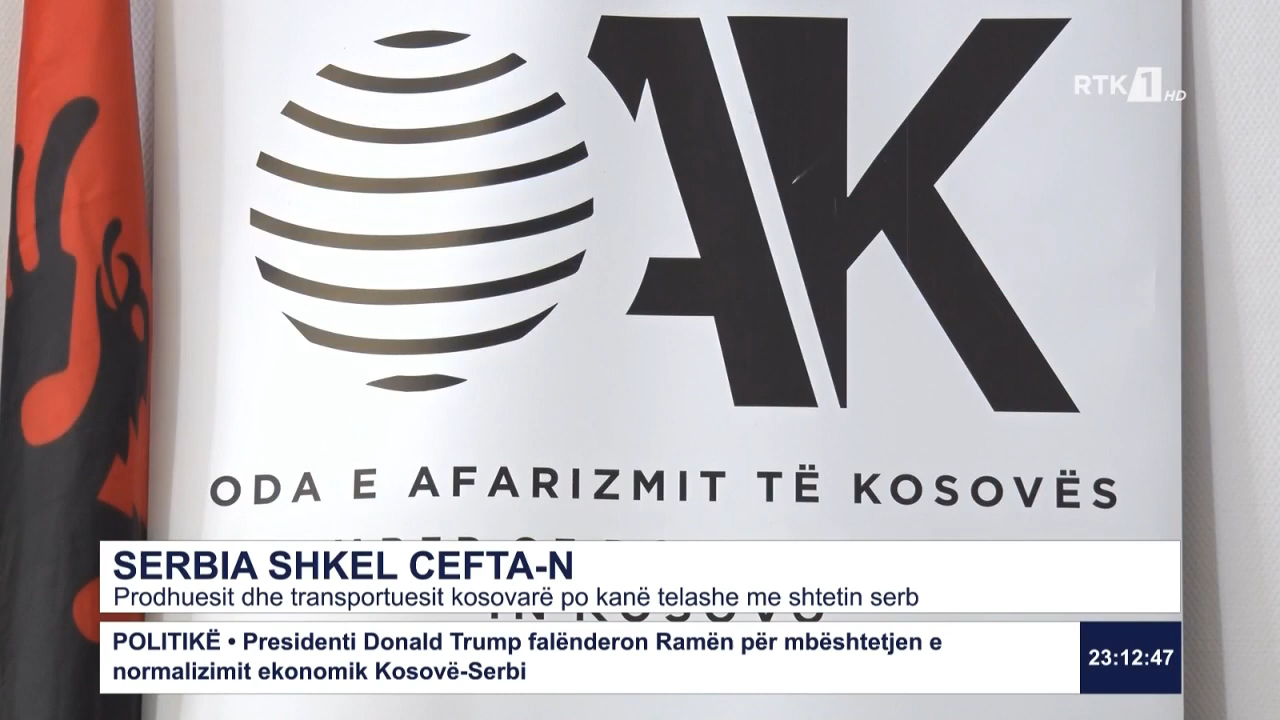 OAK
RTK 1 HD
ODA E AFARIZMIT TË KOSOVËS
SERBIA SHKEL CEFTA-N
Prodhuesit dhe transportuesit kosovarë po kanë telashe me shtetin serb
POLITIKË • Presidenti Donald Trump falënderon Ramën për mbështetjen e
normalizimit ekonomik Kosovë-Serbi
23:12:47